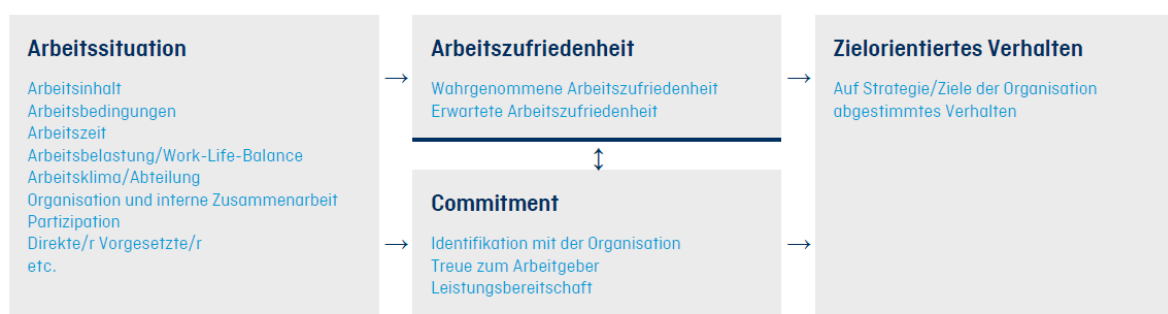 Arbeitssituation
Arbeitsinhalt
Arbeitsbedingungen
Arbeitszeit
Arbeitsbelastung/Work-Life-Balance
Arbeitsklima/Abteilung
Organisation und interne Zusammenarbeit
Partizipation
Direkte/r Vorgesetzte/r
etc.
Arbeitszufriedenheit
Wahrgenommene Arbeitszufriedenheit
Erwartete Arbeitszufriedenheit
Commitment
Identifikation mit der Organisation
Treue zum Arbeitgeber
Leistungsbereitschaft
Zielorientiertes Verhalten
Auf Strategie/Ziele der Organisation
abgestimmtes Verhalten